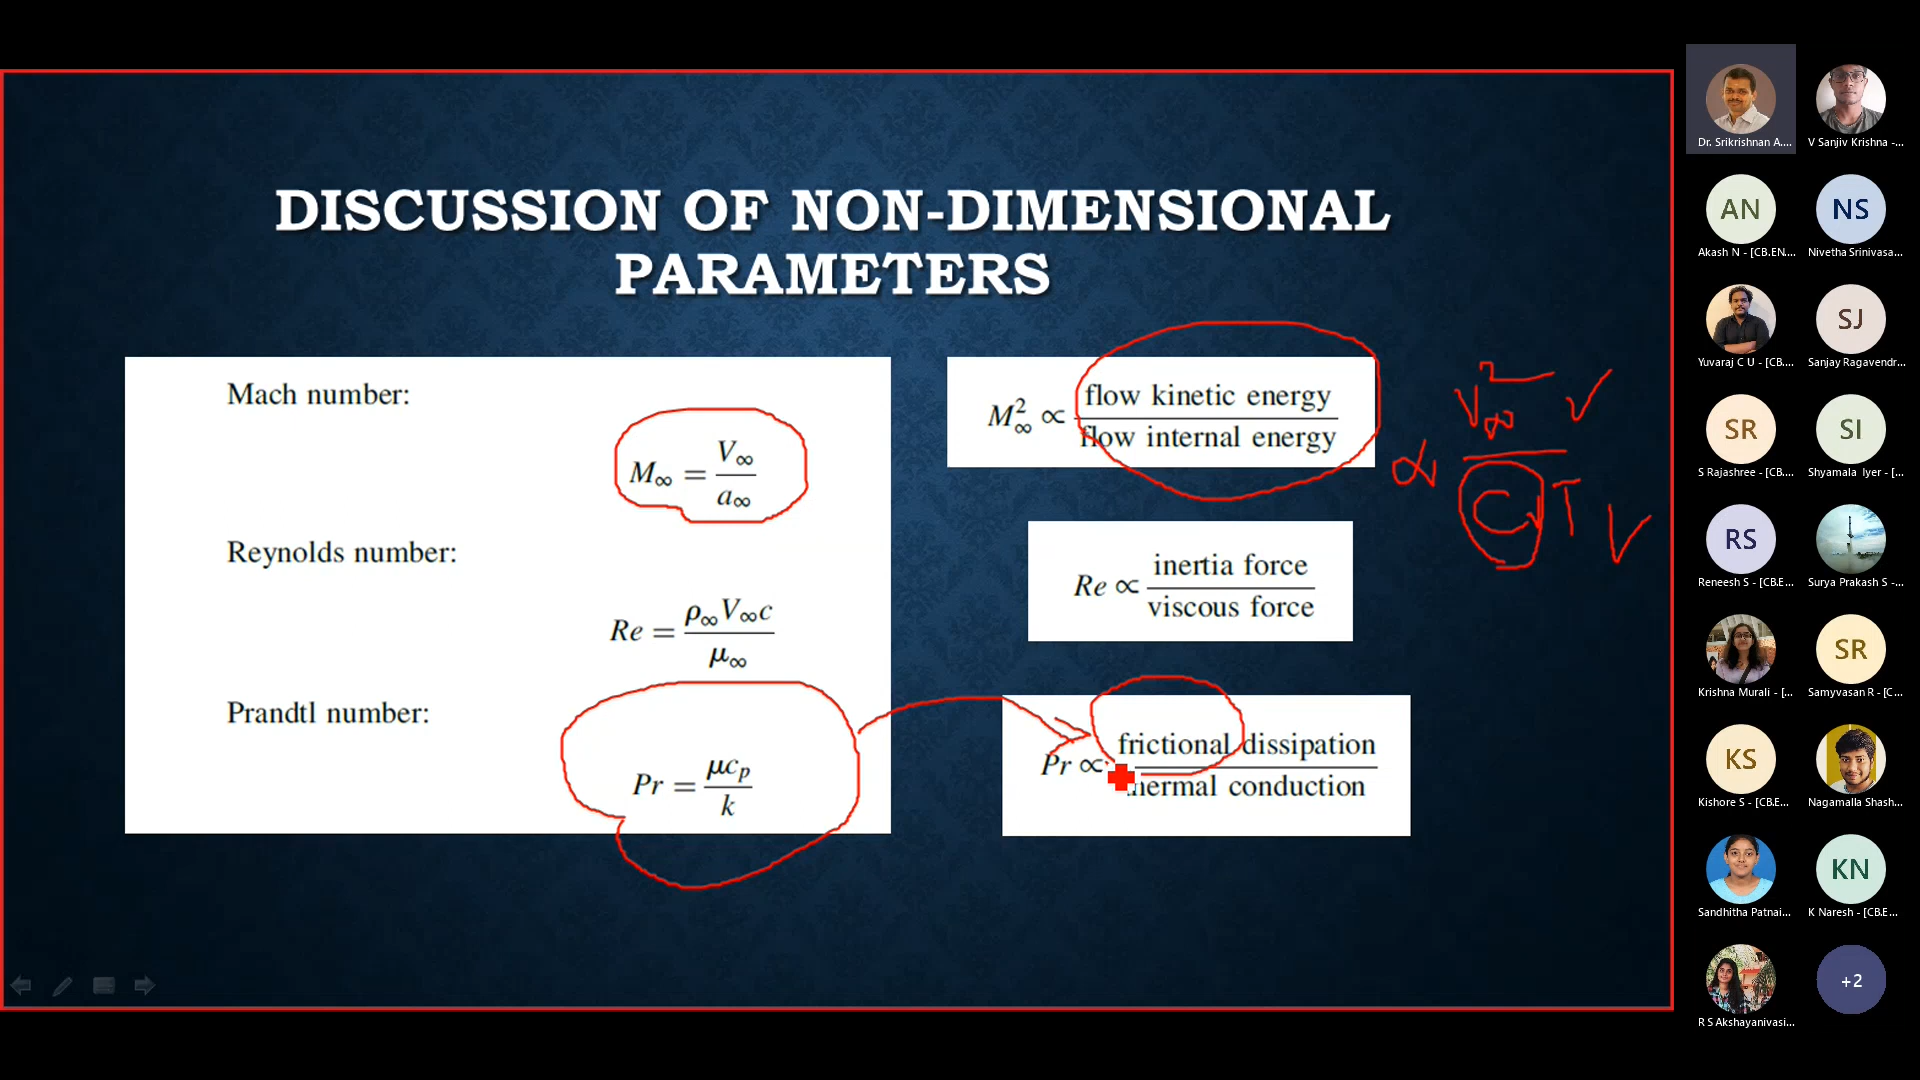 DISCUSSION OF NON-DIMENSIONAL
PARAMETERS
Mach number:
M∞ = V∞ / a∞
Reynolds number:
Re = ρ∞V∞c / μ∞
Prandtl number:
Pr = μcp / k
M∞² ∝ flow kinetic energy / flow internal energy
∝ V∞² / CvT
Re ∝ inertia force / viscous force
Pr ∝ frictional dissipation / thermal conduction
Dr. Srikrishnan A....
V Sanjiv Krishna -...
AN
Akash N - [CB.EN....
NS
Nivetha Srinivasa...
Yuvaraj C U - [CB....
SJ
Sanjay Ragavendr...
SR
S Rajashree - [CB....
SI
Shyamala Iyer - [...
RS
Reneesh S - [CB.E...
Surya Prakash S -...
Krishna Murali - [...
SR
Samyvasan R - [C...
KS
Kishore S - [CB.E...
Nagamalla Shash...
Sandhitha Patnai...
KN
K Naresh - [CB.E...
R S Akshayanivasi...
+2